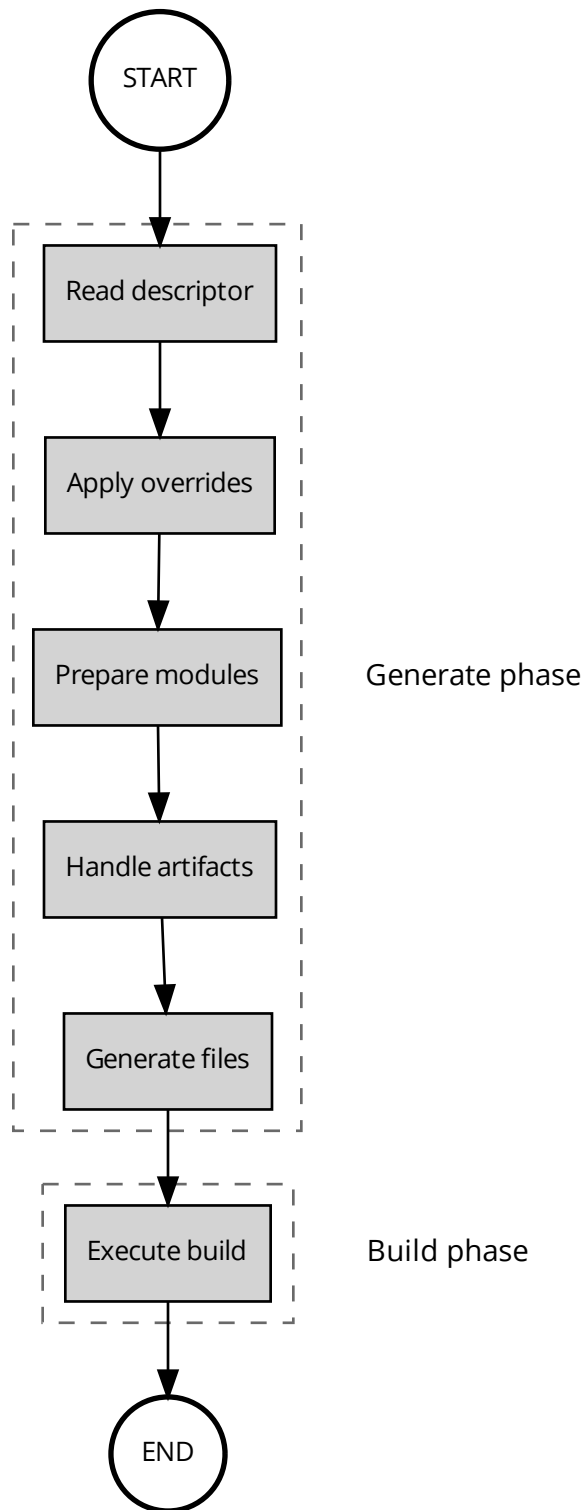 START
Read descriptor
Apply overrides
Prepare modules
Generate phase
Handle artifacts
Generate files
Execute build
Build phase
END